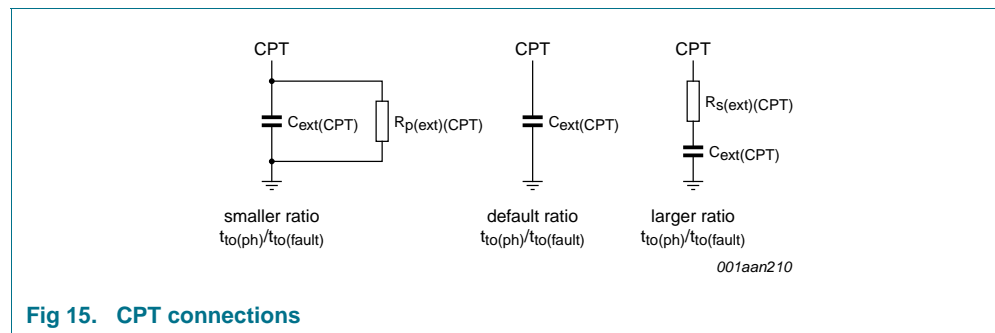 CPT
C_ext(CPT)
R_p(ext)(CPT)
smaller ratio
t_to(ph)/t_to(fault)
CPT
C_ext(CPT)
default ratio
t_to(ph)/t_to(fault)
CPT
R_s(ext)(CPT)
C_ext(CPT)
larger ratio
t_to(ph)/t_to(fault)
001aan210
Fig 15. CPT connections